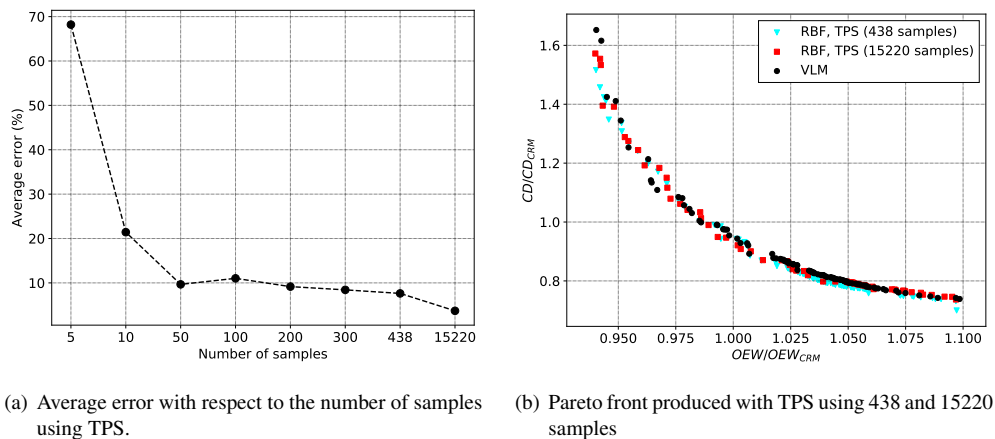 70
60
50
40
30
20
10
Average error (%)
5 10 50 100 200 300 438 15220
Number of samples
(a) Average error with respect to the number of samples
using TPS.
RBF, TPS (438 samples)
RBF, TPS (15220 samples)
VLM
1.6
1.4
1.2
1.0
0.8
CD/CD_CRM
0.950 0.975 1.000 1.025 1.050 1.075 1.100
OEW/OEW_CRM
(b) Pareto front produced with TPS using 438 and 15220
samples